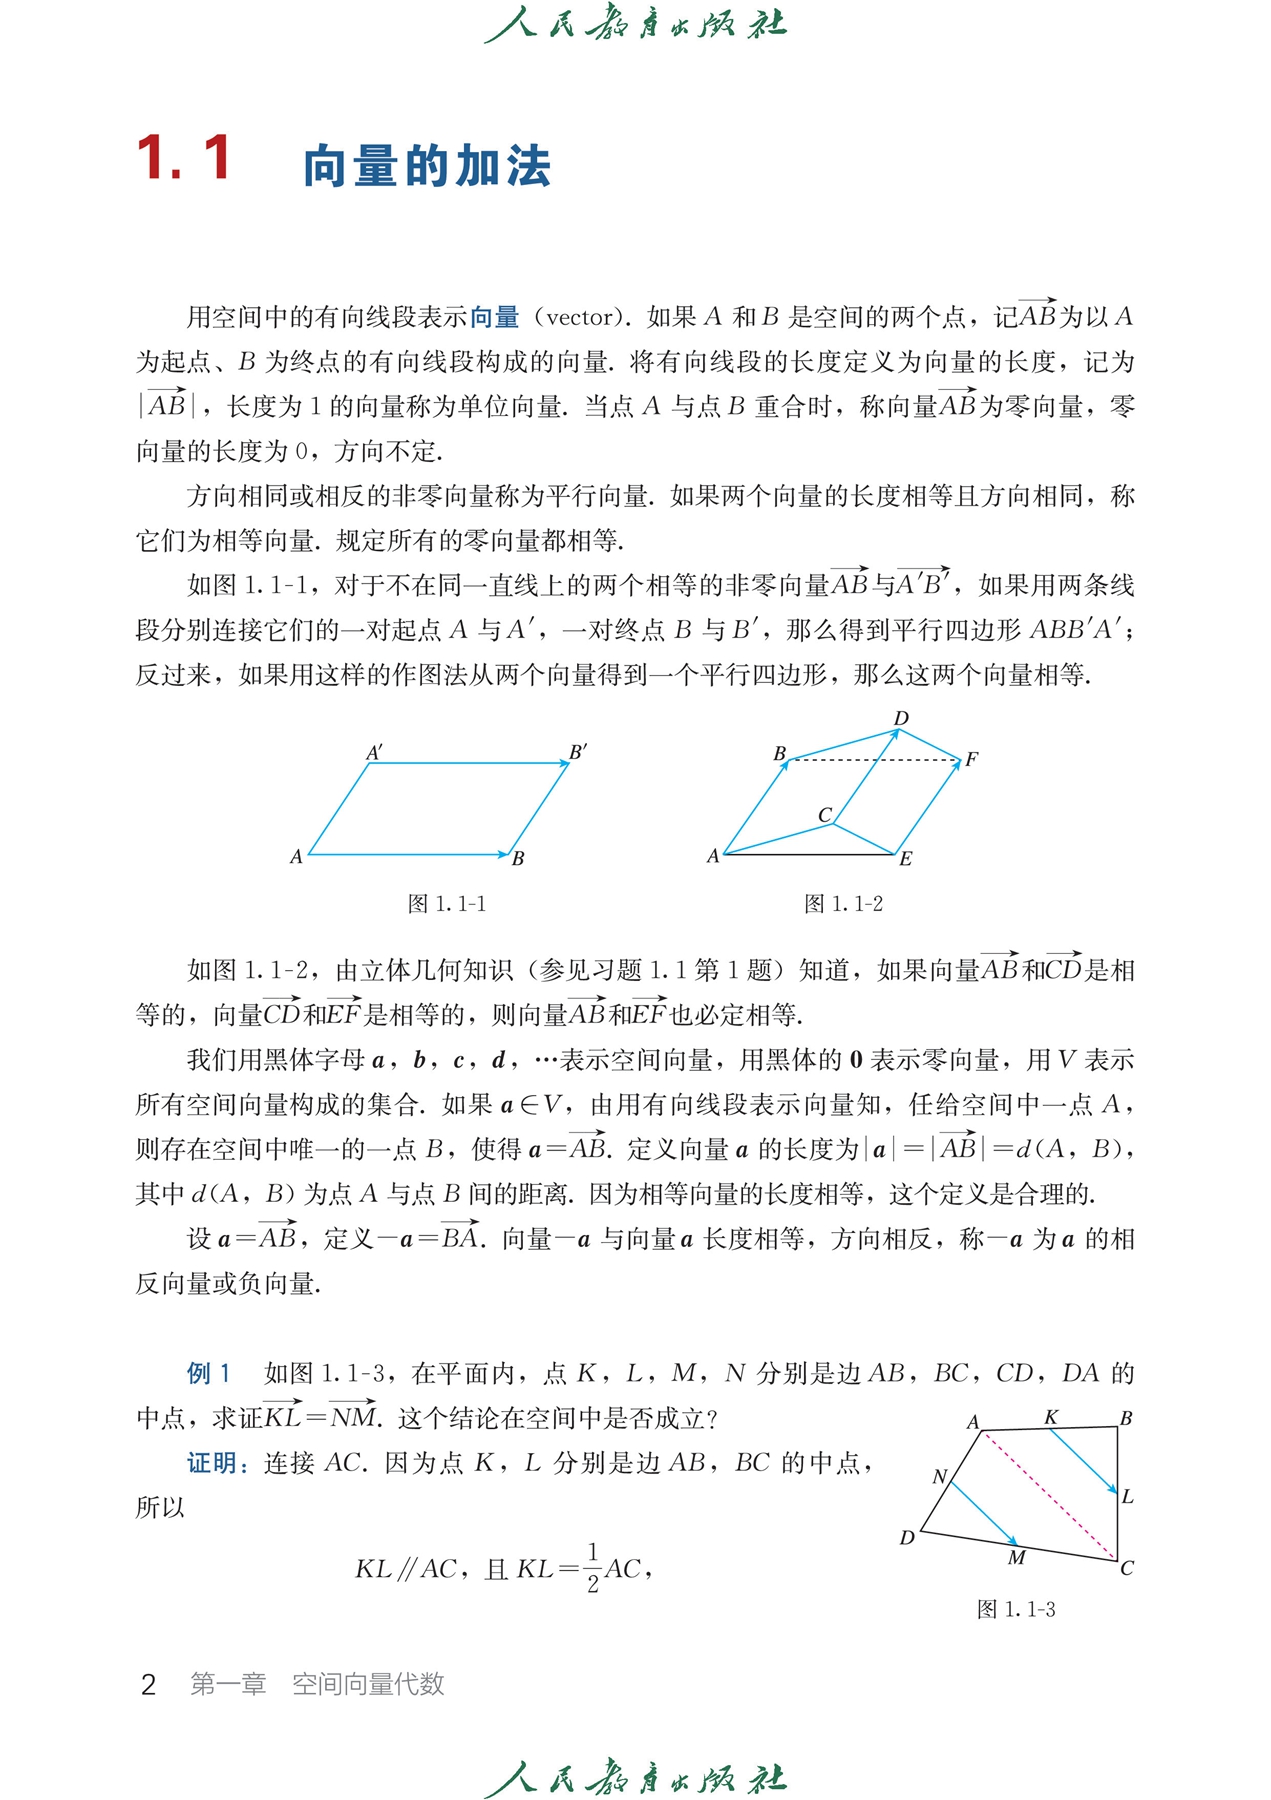 人民教育出版社
1.1 向量的加法
用空间中的有向线段表示向量（vector）. 如果 A 和 B 是空间的两个点，记$\overrightarrow{AB}$为以 A
为起点、B 为终点的有向线段构成的向量. 将有向线段的长度定义为向量的长度，记为
|$\overrightarrow{AB}$|，长度为 1 的向量称为单位向量. 当点 A 与点 B 重合时，称向量$\overrightarrow{AB}$为零向量，零
向量的长度为 0，方向不定.
方向相同或相反的非零向量称为平行向量. 如果两个向量的长度相等且方向相同，称
它们为相等向量. 规定所有的零向量都相等.
如图 1.1-1，对于不在同一直线上的两个相等的非零向量$\overrightarrow{AB}$与$\overrightarrow{A'B'}$，如果用两条线
段分别连接它们的一对起点 A 与 A′，一对终点 B 与 B′，那么得到平行四边形 ABB′A′；
反过来，如果用这样的作图法从两个向量得到一个平行四边形，那么这两个向量相等.
A′ B′
A B
图 1.1-1
D
B F
C
A E
图 1.1-2
如图 1.1-2，由立体几何知识（参见习题 1.1 第 1 题）知道，如果向量$\overrightarrow{AB}$和$\overrightarrow{CD}$是相
等的，向量$\overrightarrow{CD}$和$\overrightarrow{EF}$是相等的，则向量$\overrightarrow{AB}$和$\overrightarrow{EF}$也必定相等.
我们用黑体字母 a，b，c，d，…表示空间向量，用黑体的 0 表示零向量，用 V 表示
所有空间向量构成的集合. 如果 a∈V，由用有向线段表示向量知，任给空间中一点 A，
则存在空间中唯一的一点 B，使得 a=$\overrightarrow{AB}$. 定义向量 a 的长度为|a|=|$\overrightarrow{AB}$|=d(A，B)，
其中 d(A，B) 为点 A 与点 B 间的距离. 因为相等向量的长度相等，这个定义是合理的.
设 a=$\overrightarrow{AB}$，定义−a=$\overrightarrow{BA}$. 向量−a 与向量 a 长度相等，方向相反，称−a 为 a 的相
反向量或负向量.
例 1 如图 1.1-3，在平面内，点 K，L，M，N 分别是边 AB，BC，CD，DA 的
中点，求证$\overrightarrow{KL}$=$\overrightarrow{NM}$. 这个结论在空间中是否成立？
证明：连接 AC. 因为点 K，L 分别是边 AB，BC 的中点，
所以
KL∥AC，且 KL=$\frac{1}{2}$AC，
A K B
N
L
D
M
C
图 1.1-3
2 第一章 空间向量代数
人民教育出版社